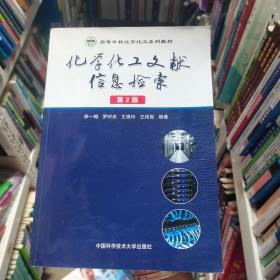 高等学校化学化工系列教材
化学化工文献
信息检索
第2版
李一梅 罗时忠 王银玲 王伟智 编著
中国科学技术大学出版社